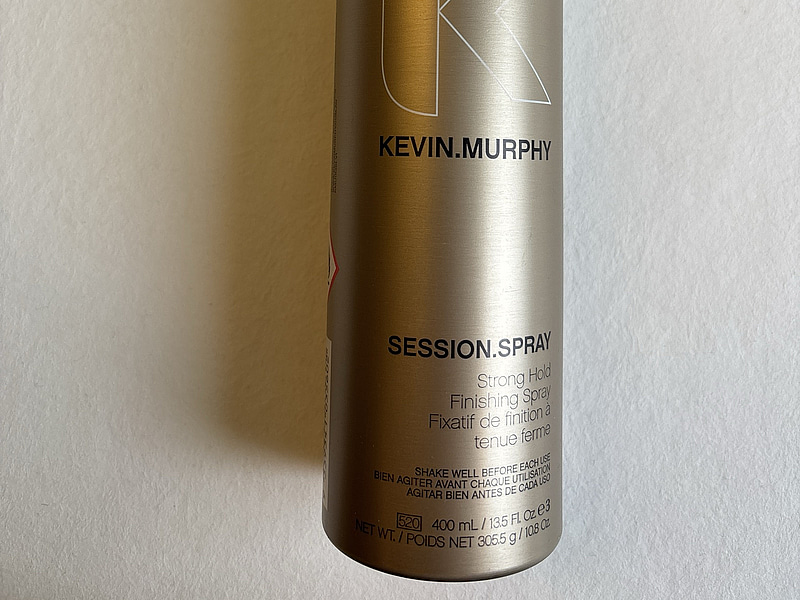 K
KEVIN.MURPHY
SESSION.SPRAY
Strong Hold
Finishing Spray
Fixatif de finition à
tenue ferme
SHAKE WELL BEFORE EACH USE
BIEN AGITER AVANT CHAQUE UTILISATION
AGITAR BIEN ANTES DE CADA USO
520 400 mL / 13.5 Fl. Oz. ℮3
NET WT. / POIDS NET 305.5 g / 10.8 Oz.